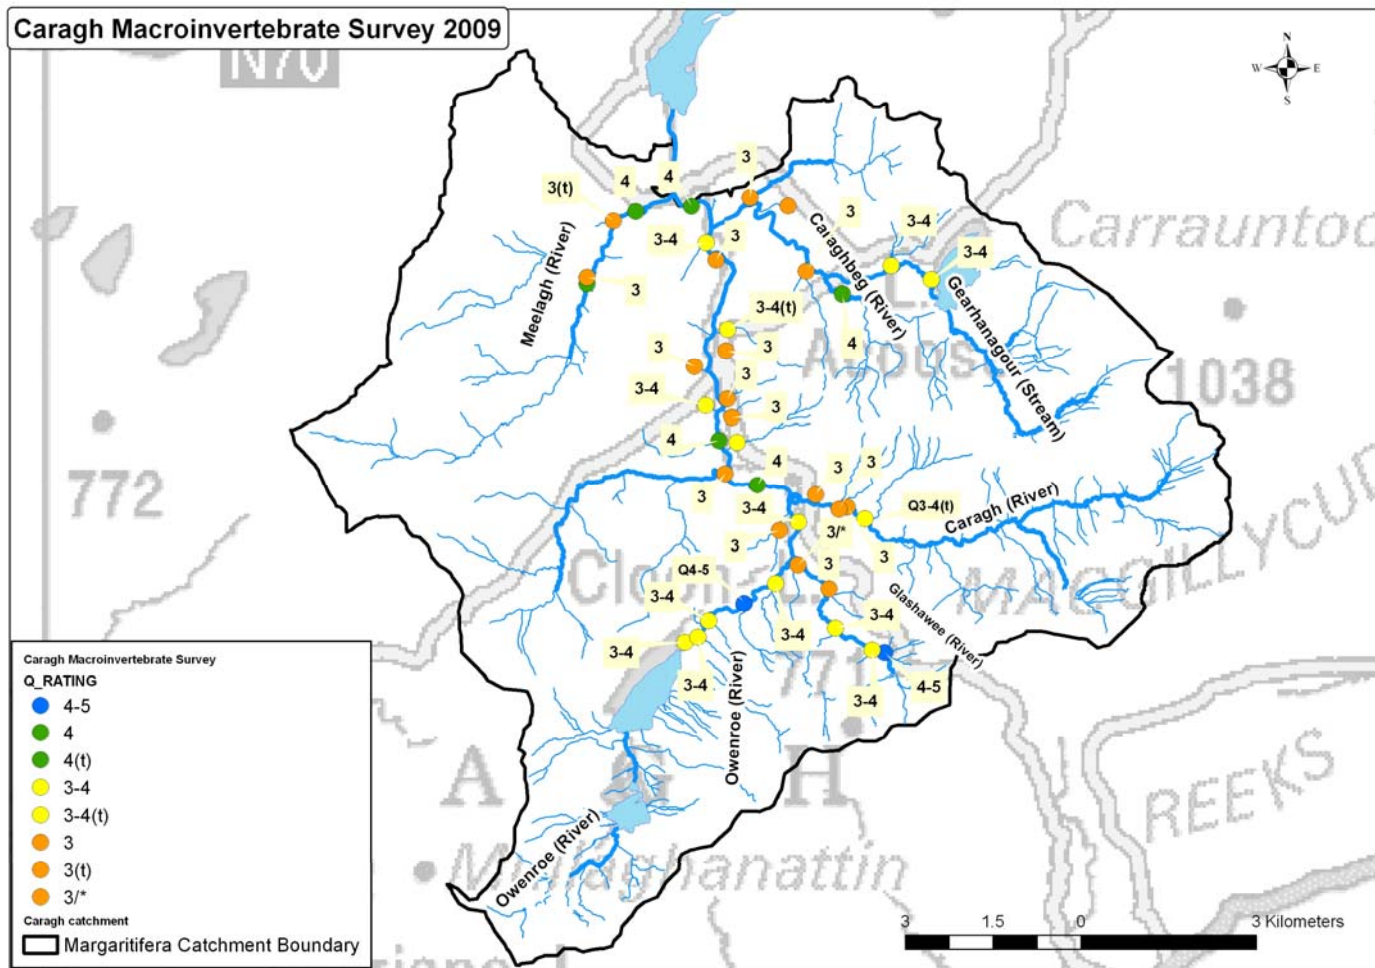 Caragh Macroinvertebrate Survey 2009
N70
N
W E
S
3
4
4
3(t)
3
3-4
3
3-4
3-4
Carrauntoo
Meelagh (River)
Caraghbeg (River)
Gearhanagour (Stream)
3
3-4(t)
4
3
3
3
3-4
3
1038
772
4
4
3
3
3
3-4
Q3-4(t)
Caragh (River)
3/*
3
3
3
Q4-5
Cloon L.
MACGILLYCUD
Glashawee (River)
3-4
3-4
3-4
3-4
3-4
771
3-4
4-5
Owenroe (River)
A G H
REEKS
Mullaghanattin
Owenroe (River)
Caragh Macroinvertebrate Survey
Q_RATING
4-5
4
4(t)
3-4
3-4(t)
3
3(t)
3/*
Caragh catchment
Margaritifera Catchment Boundary
3 1.5 0 3 Kilometers